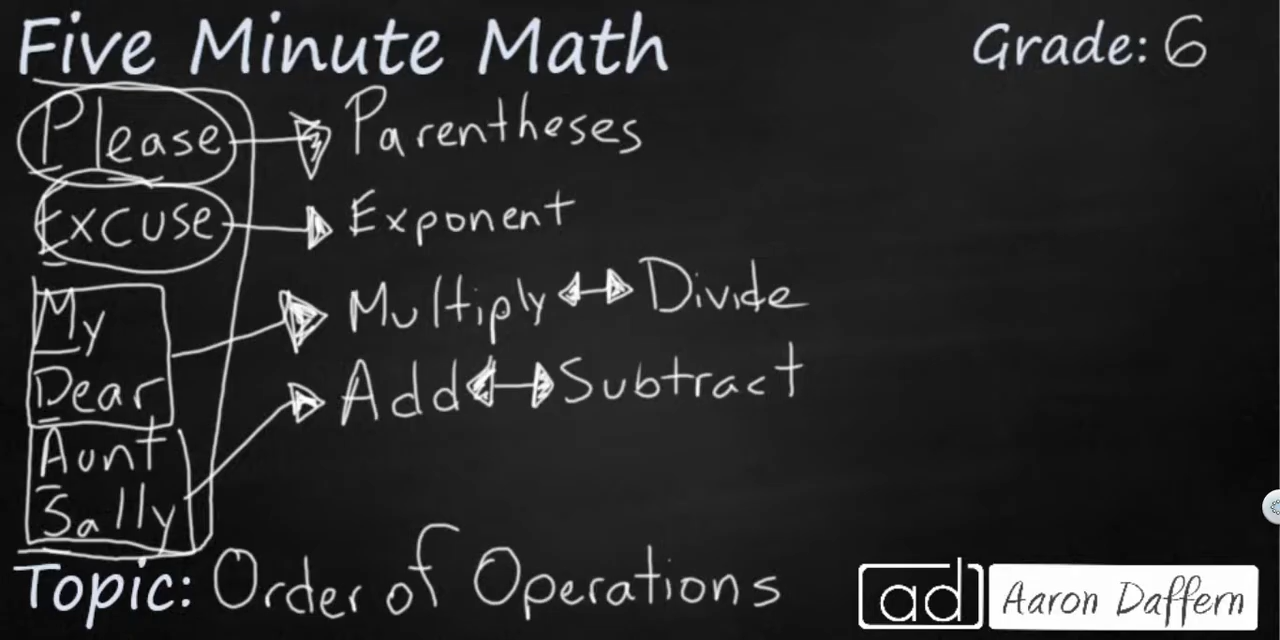 Five Minute Math Grade: 6
Please Parentheses
Excuse Exponent
My Multiply Divide
Dear Add Subtract
Aunt
Sally
Topic: Order of Operations
ad Aaron Daffern